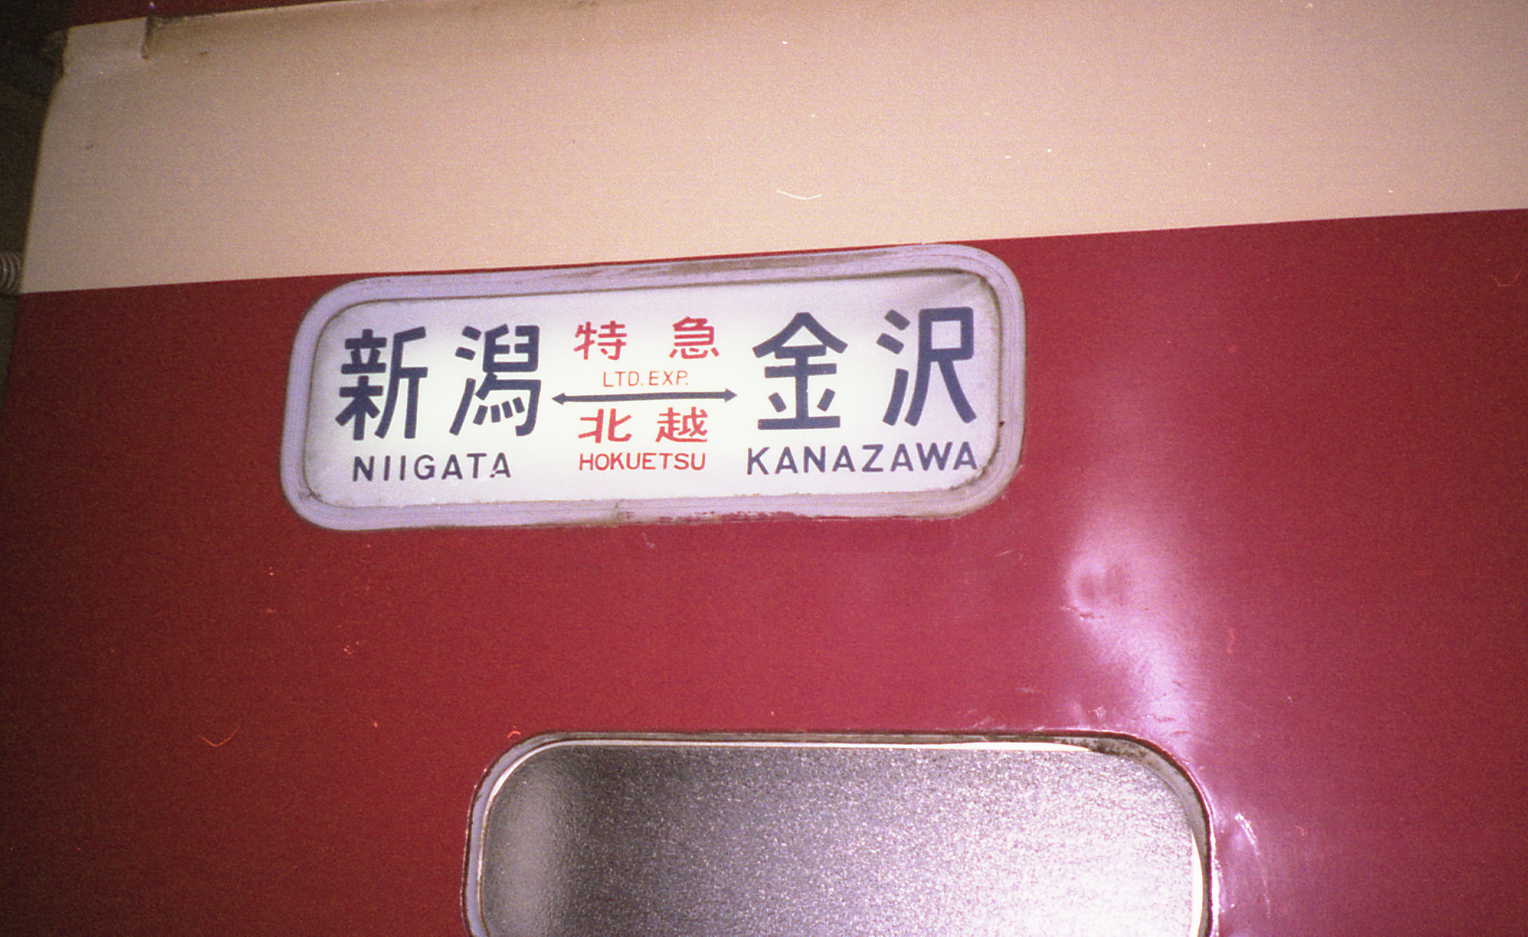 新潟
NIIGATA
特急
LTD.EXP.
北越
HOKUETSU
金沢
KANAZAWA